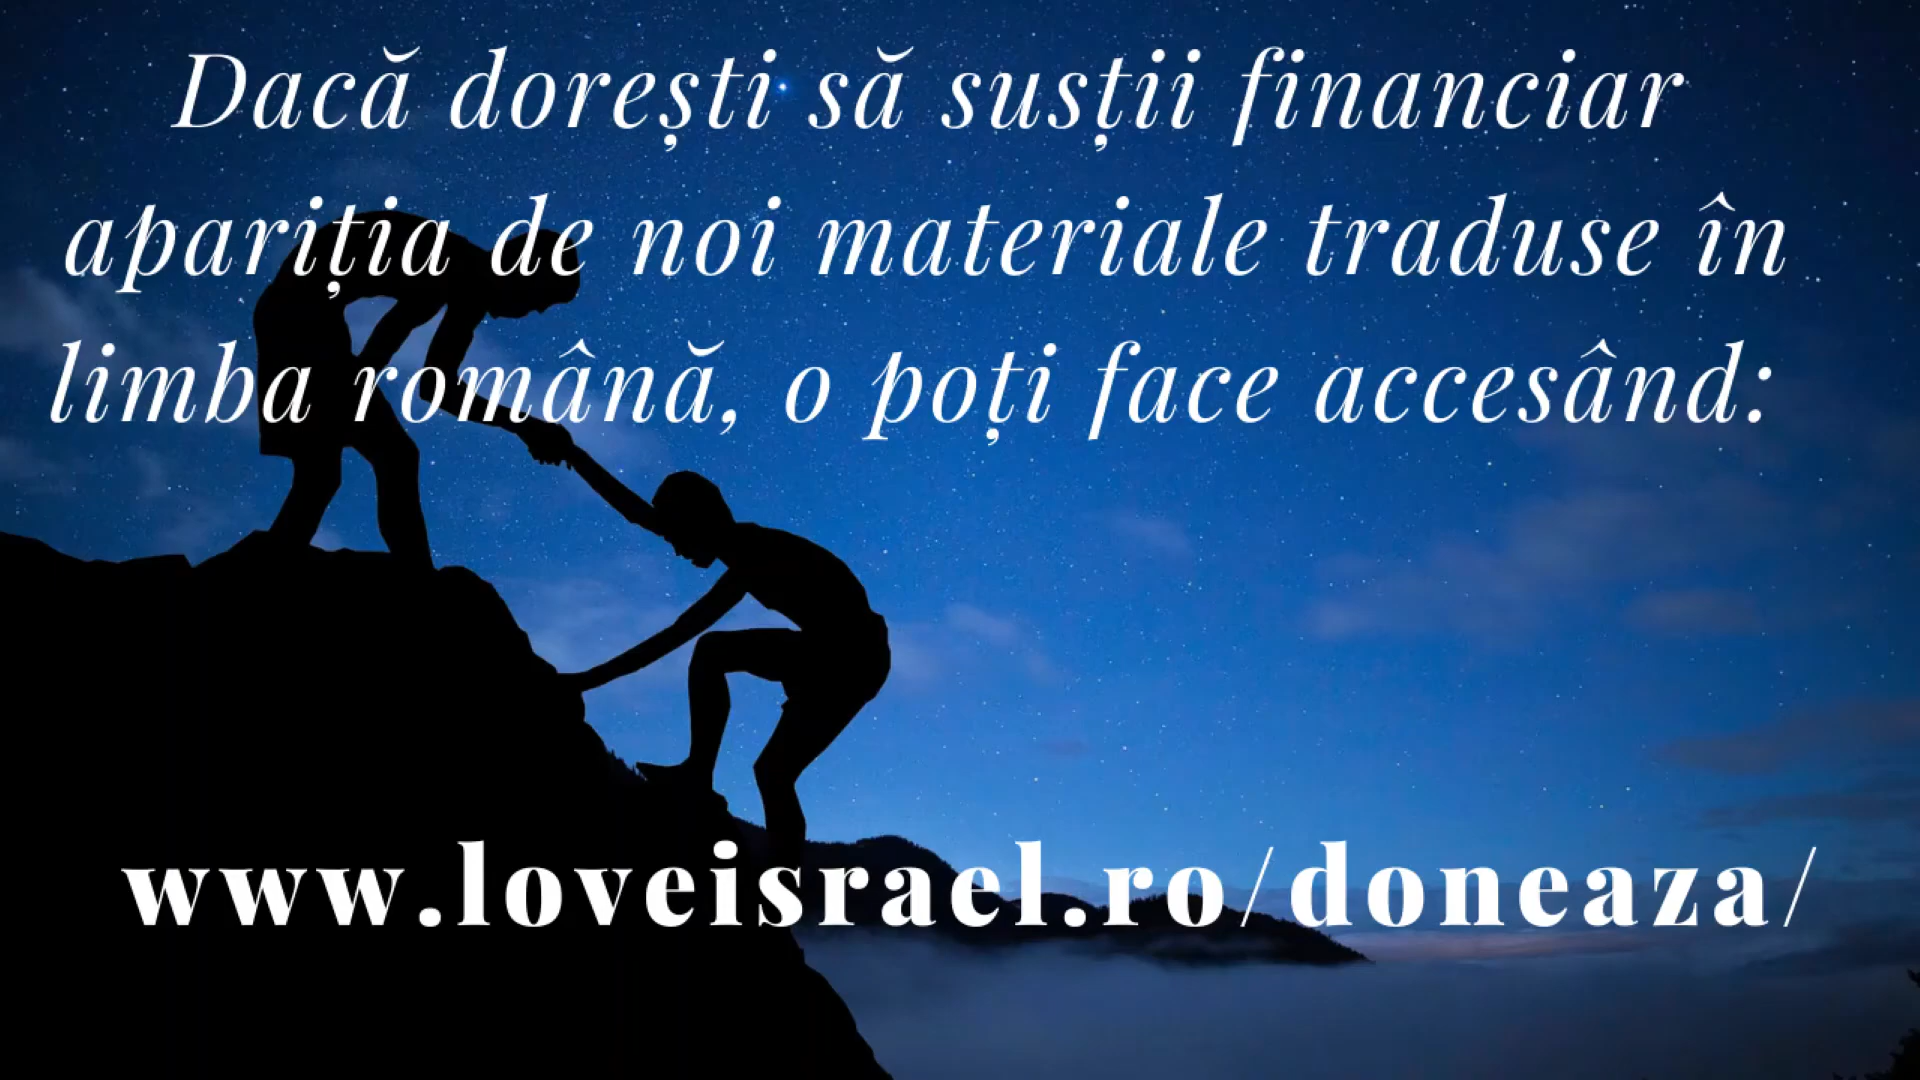 Dacă dorești să susții financiar
apariția de noi materiale traduse în
limba română, o poți face accesând:
www.loveisrael.ro/doneaza/